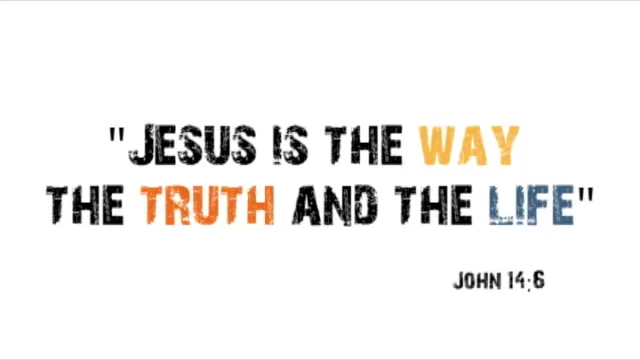 "JESUS IS THE WAY
THE TRUTH AND THE LIFE"
JOHN 14:6